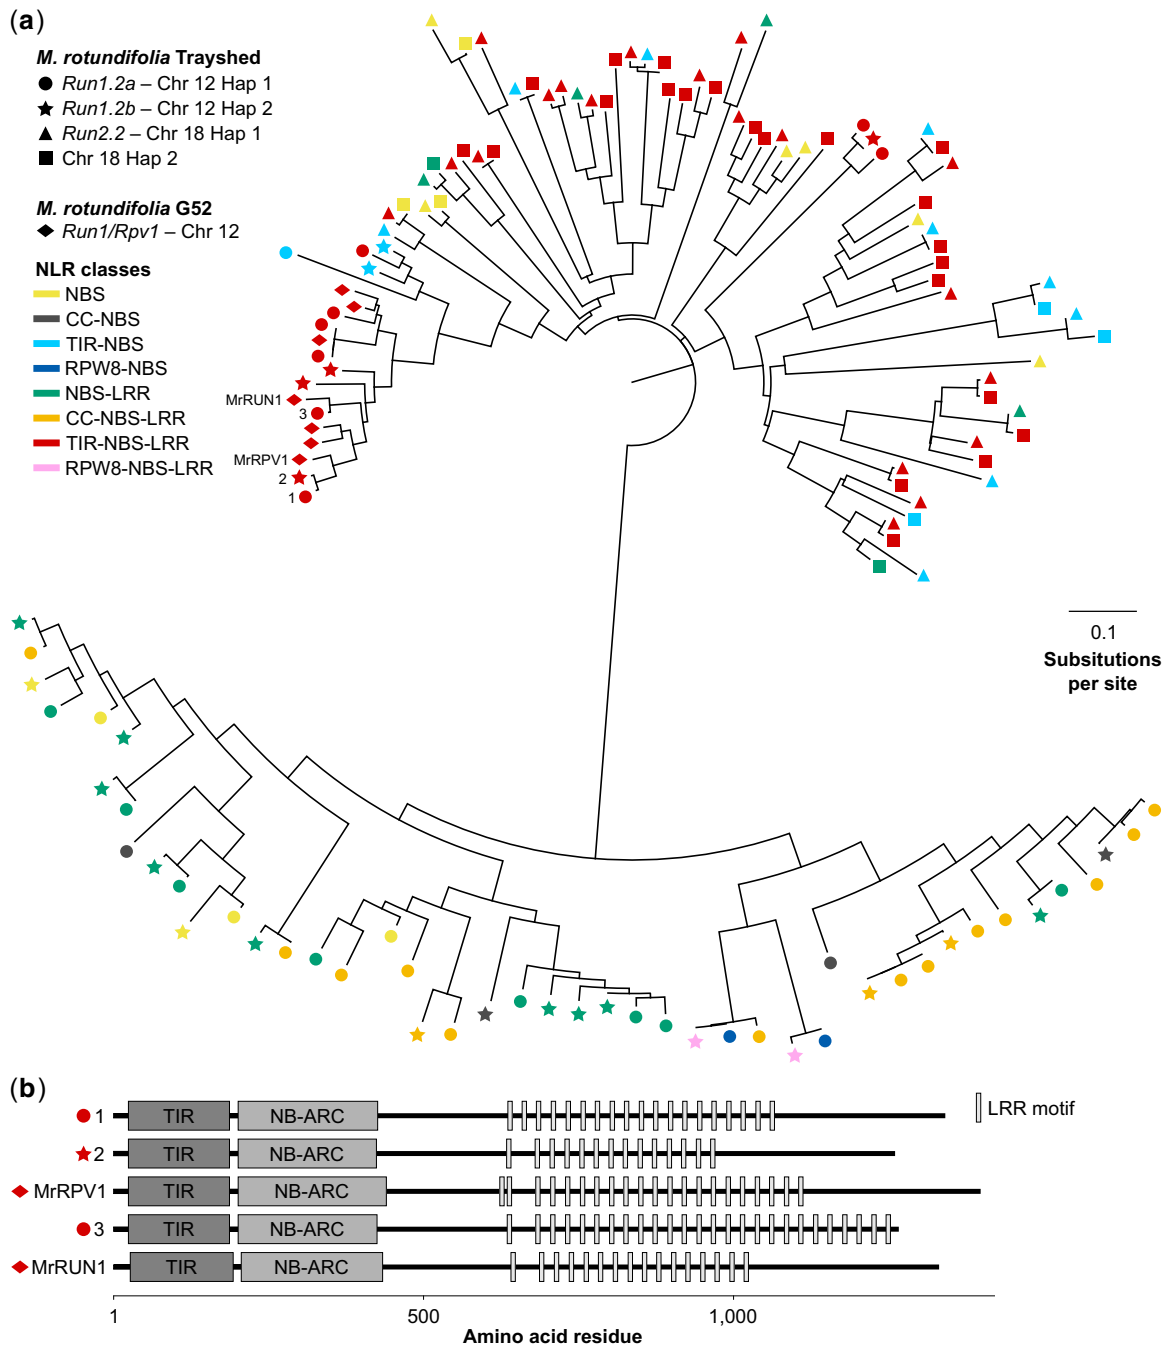 (a)
M. rotundifolia Trayshed
Run1.2a – Chr 12 Hap 1
Run1.2b – Chr 12 Hap 2
Run2.2 – Chr 18 Hap 1
Chr 18 Hap 2
M. rotundifolia G52
Run1/Rpv1 – Chr 12
NLR classes
NBS
CC-NBS
TIR-NBS
RPW8-NBS
NBS-LRR
CC-NBS-LRR
TIR-NBS-LRR
RPW8-NBS-LRR
MrRUN1
3
MrRPV1
2
1
0.1
Subsitutions
per site
(b)
1 TIR NB-ARC
LRR motif
2 TIR NB-ARC
MrRPV1 TIR NB-ARC
3 TIR NB-ARC
MrRUN1 TIR NB-ARC
1 500 1,000
Amino acid residue